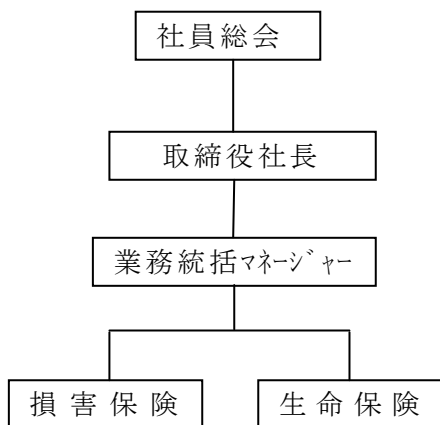 社員総会
取締役社長
業務統括ﾏﾈｰｼﾞｬｰ
損害保険
生命保険